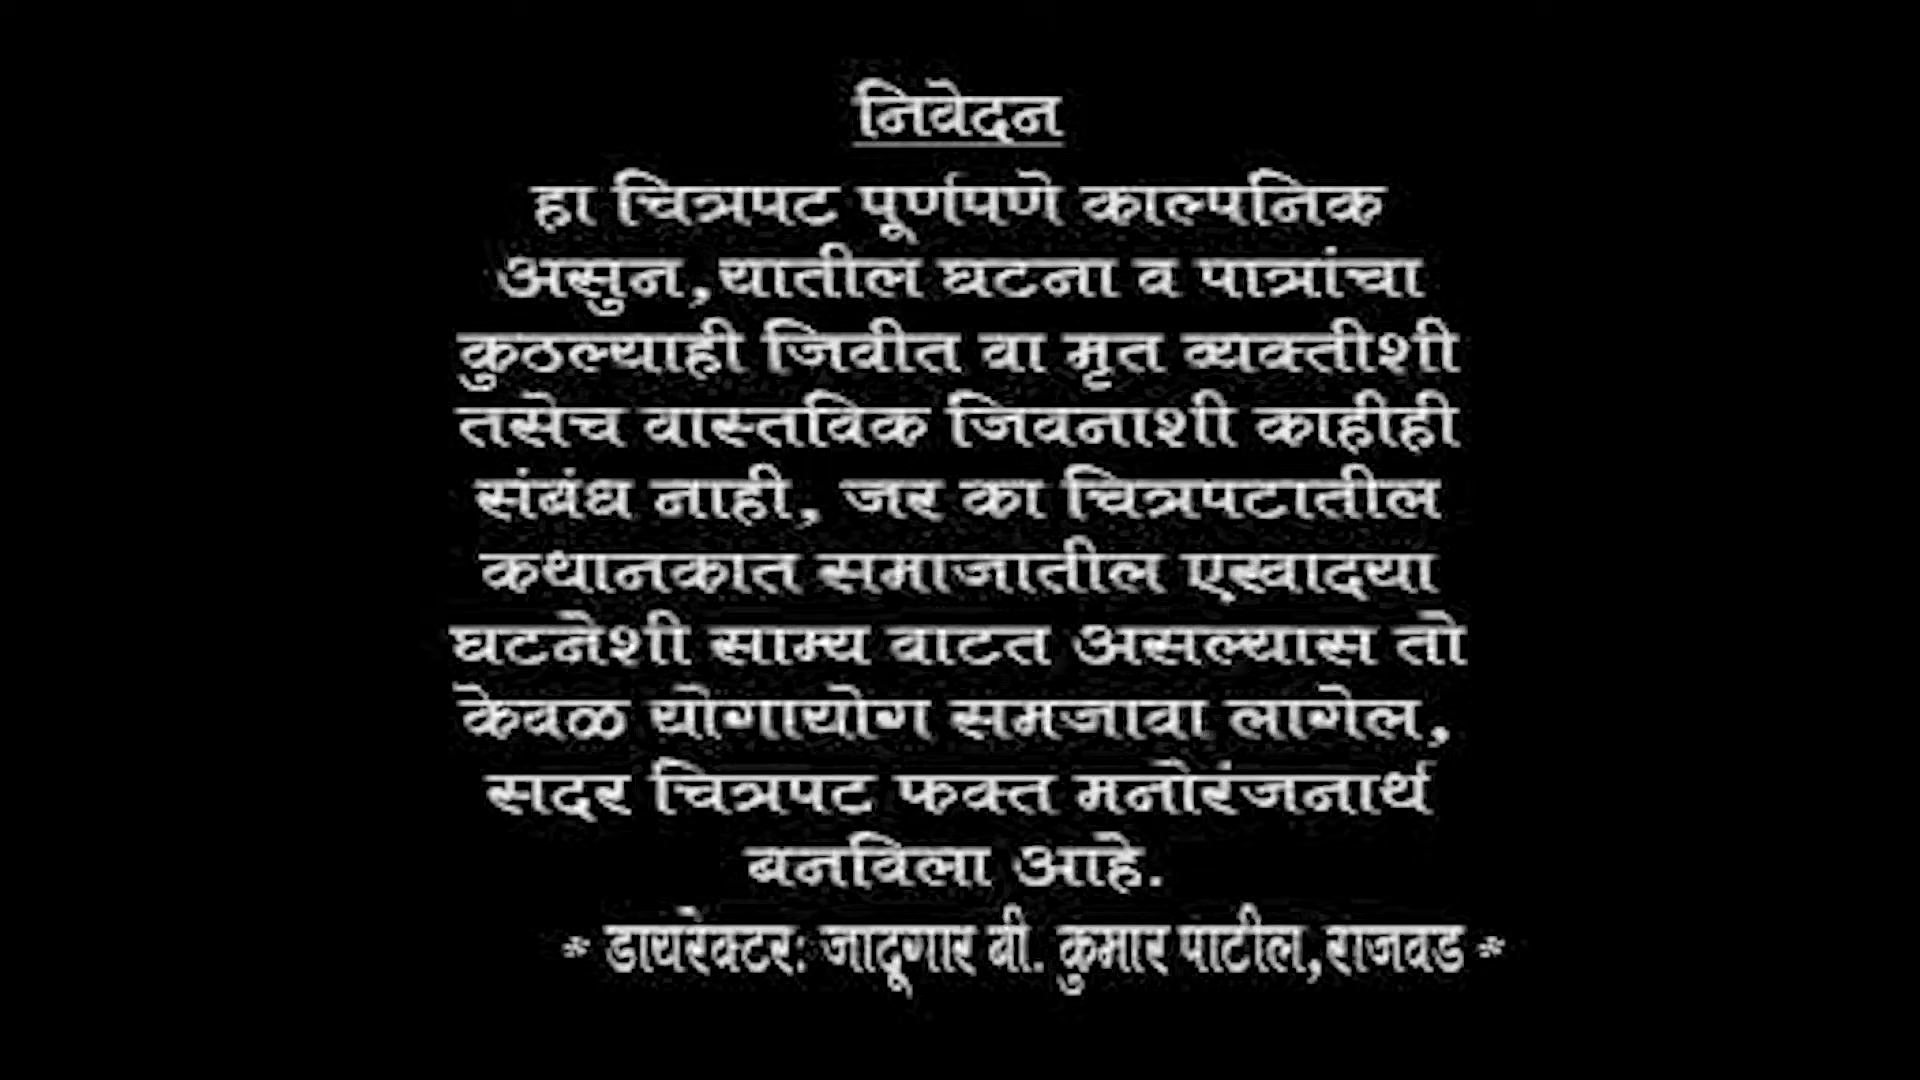 निवेदन
हा चित्रपट पूर्णपणे काल्पनिक
असुन,यातील घटना व पात्रांचा
कुठल्याही जिवीत वा मृत व्यक्तीशी
तसेच वास्तविक जिवनाशी काहीही
संबंध नाही, जर का चित्रपटातील
कथानकात समाजातील एखादया
घटनेशी साम्य वाटत असल्यास तो
केवळ योगायोग समजावा लागेल,
सदर चित्रपट फक्त मनोरंजनार्थ
बनविला आहे.
* डायरेक्टर: जादूगार बी. कुमार पाटील,राजवड *